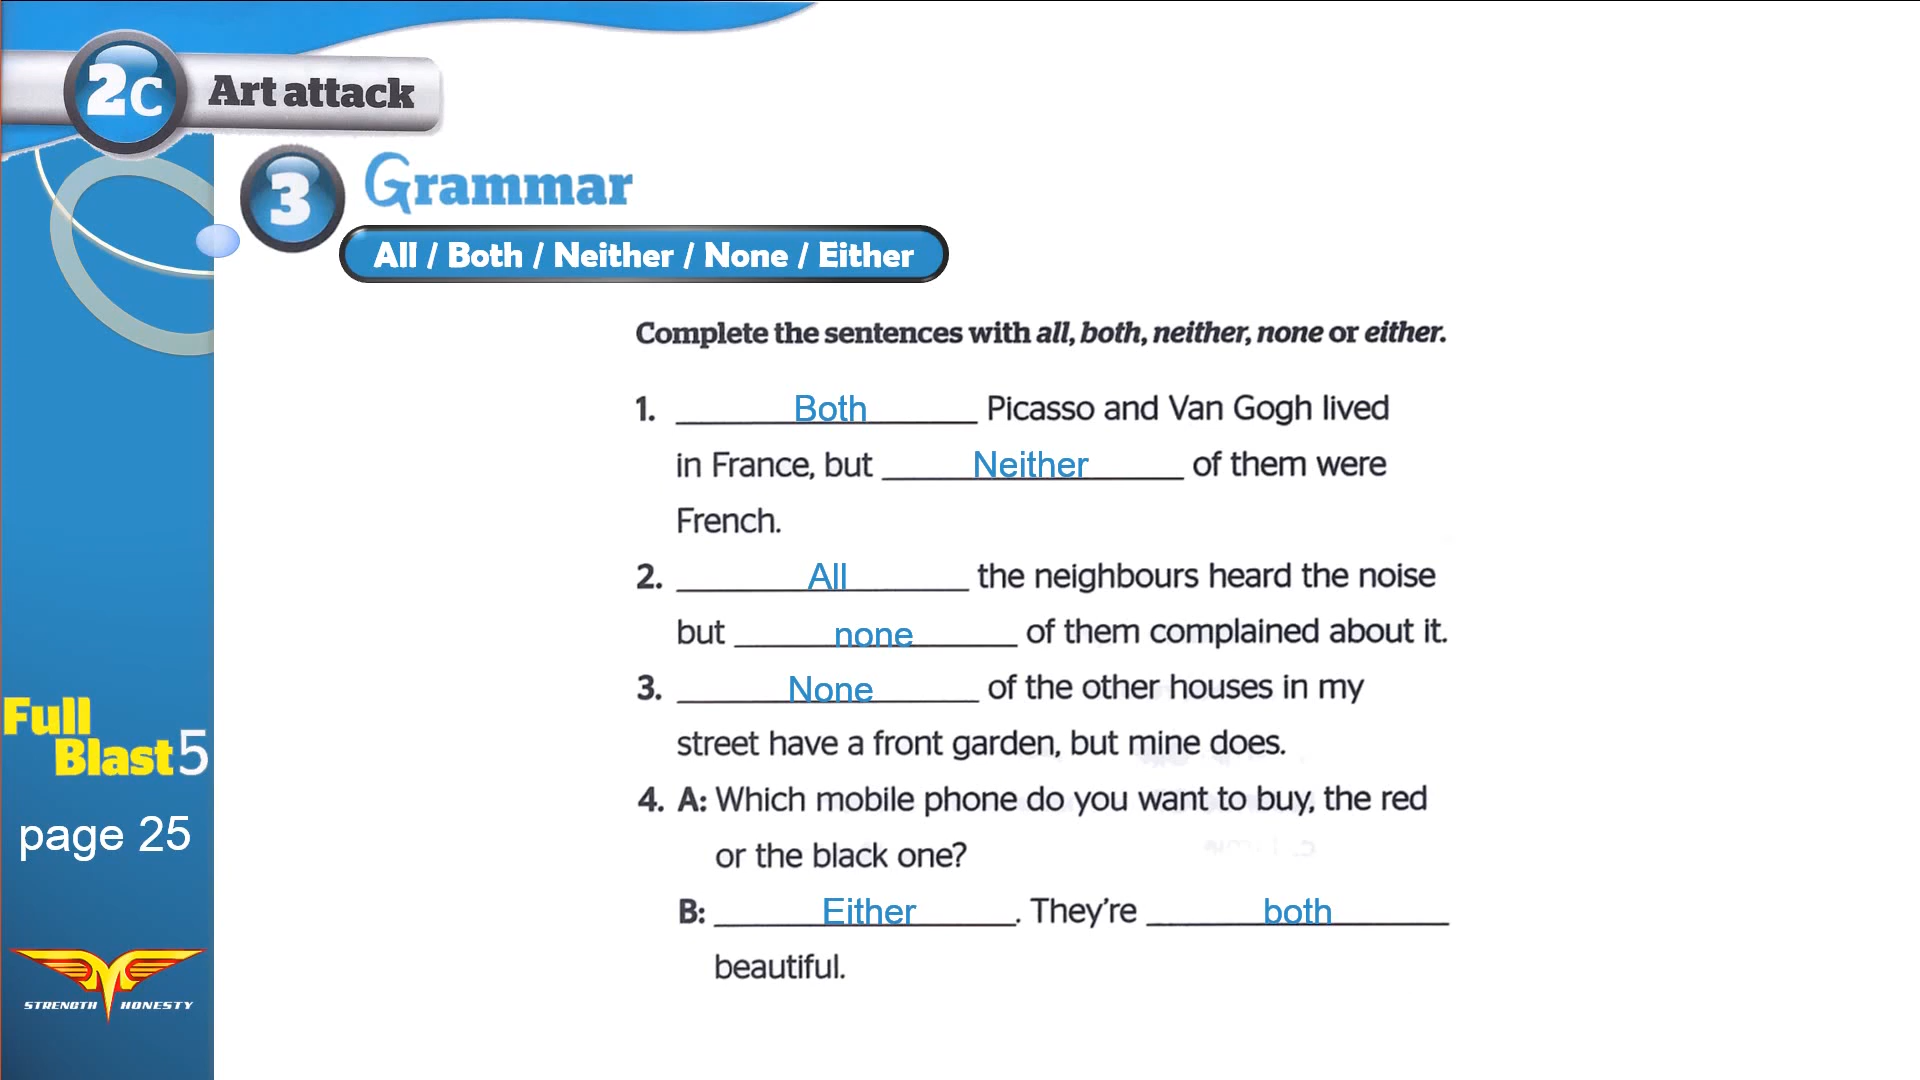 2c Art attack
3 Grammar
All / Both / Neither / None / Either
Complete the sentences with all, both, neither, none or either.
1. Both Picasso and Van Gogh lived
in France, but Neither of them were
French.
2. All the neighbours heard the noise
but none of them complained about it.
3. None of the other houses in my
street have a front garden, but mine does.
4. A: Which mobile phone do you want to buy, the red
or the black one?
B: Either. They're both
beautiful.
Full
Blast 5
page 25
STRENGTH HONESTY